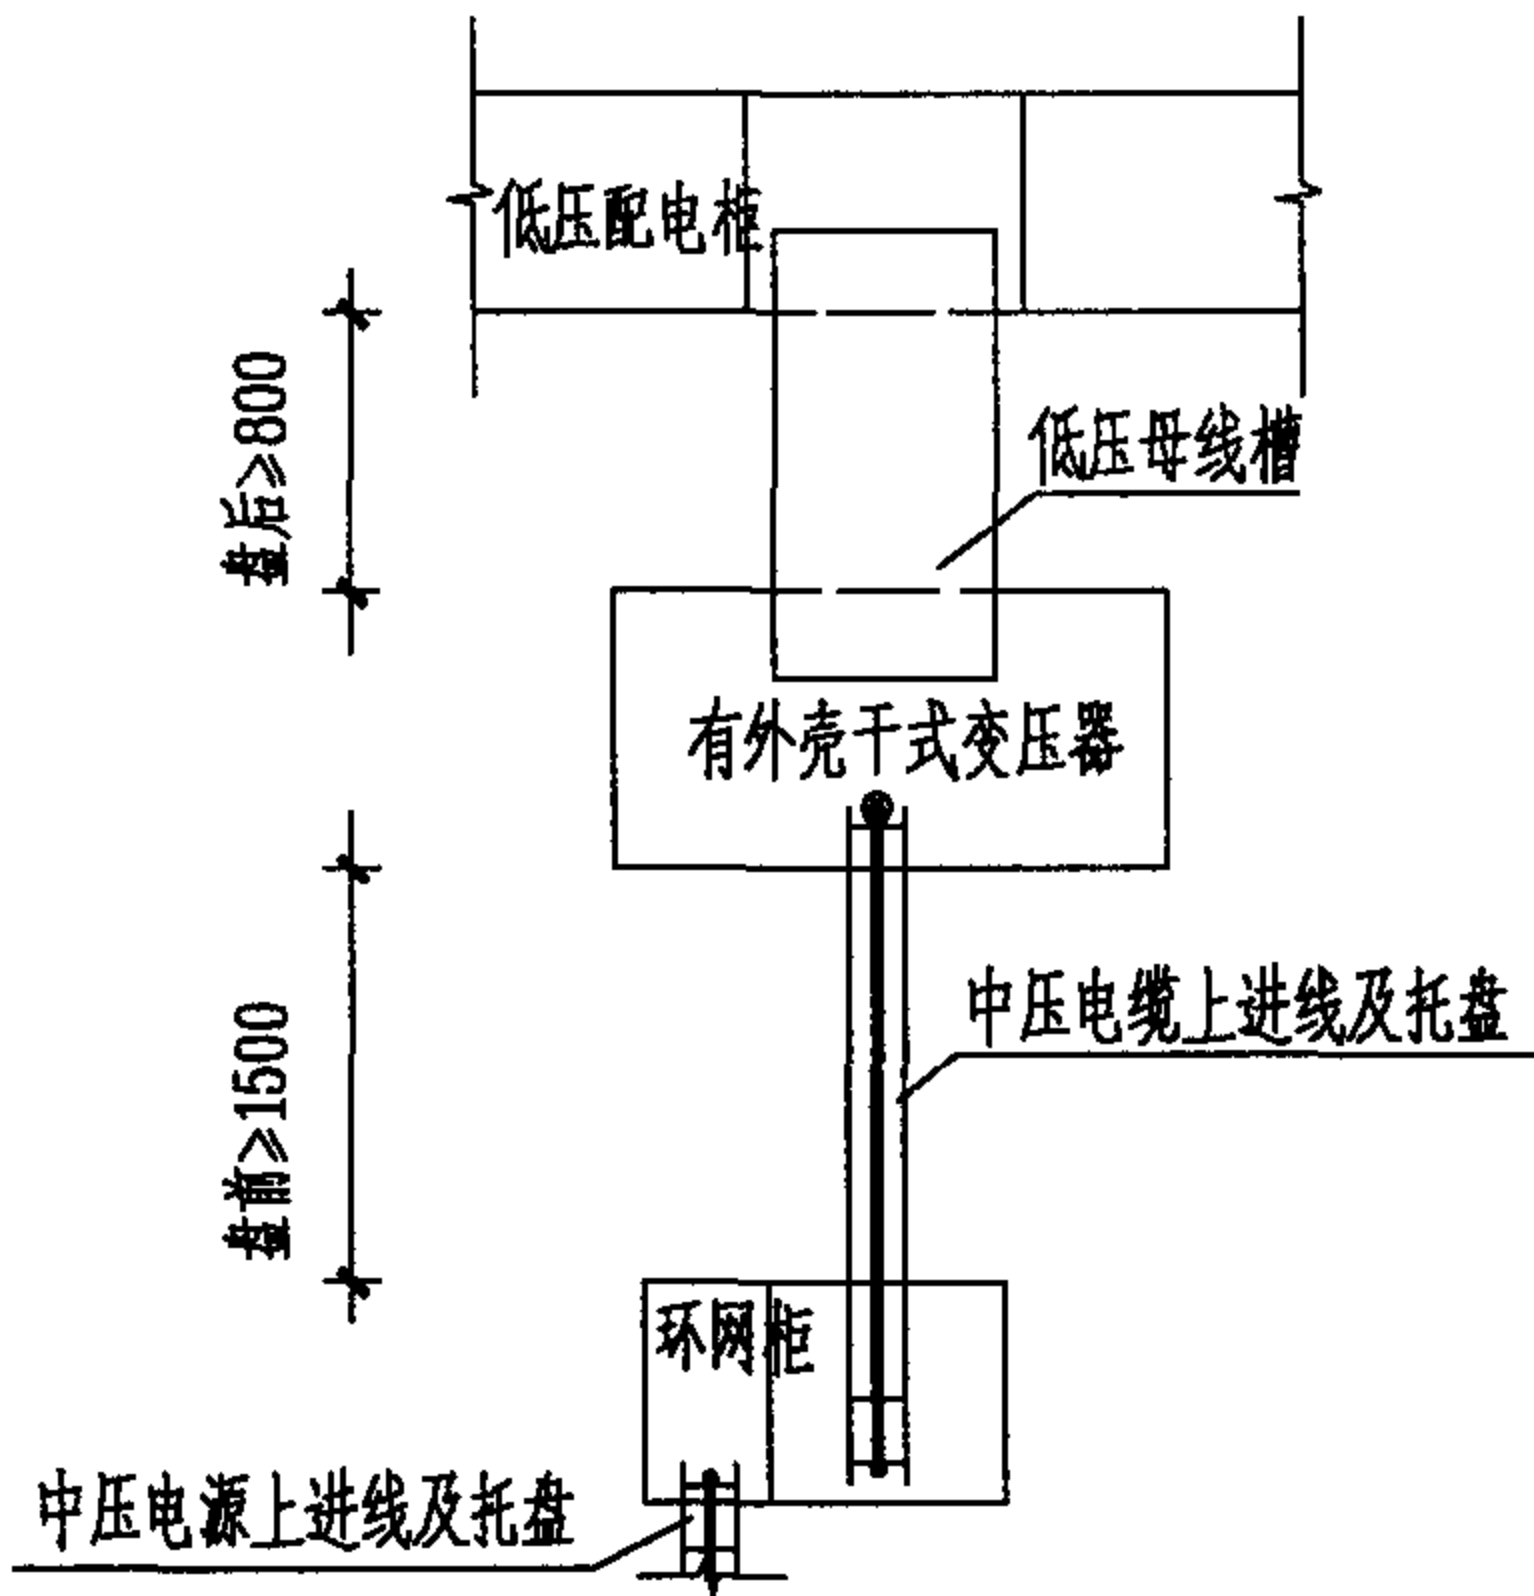 低压配电柜
盘后≥800
低压母线槽
有外壳干式变压器
中压电缆上进线及托盘
盘前≥1500
环网柜
中压电源上进线及托盘